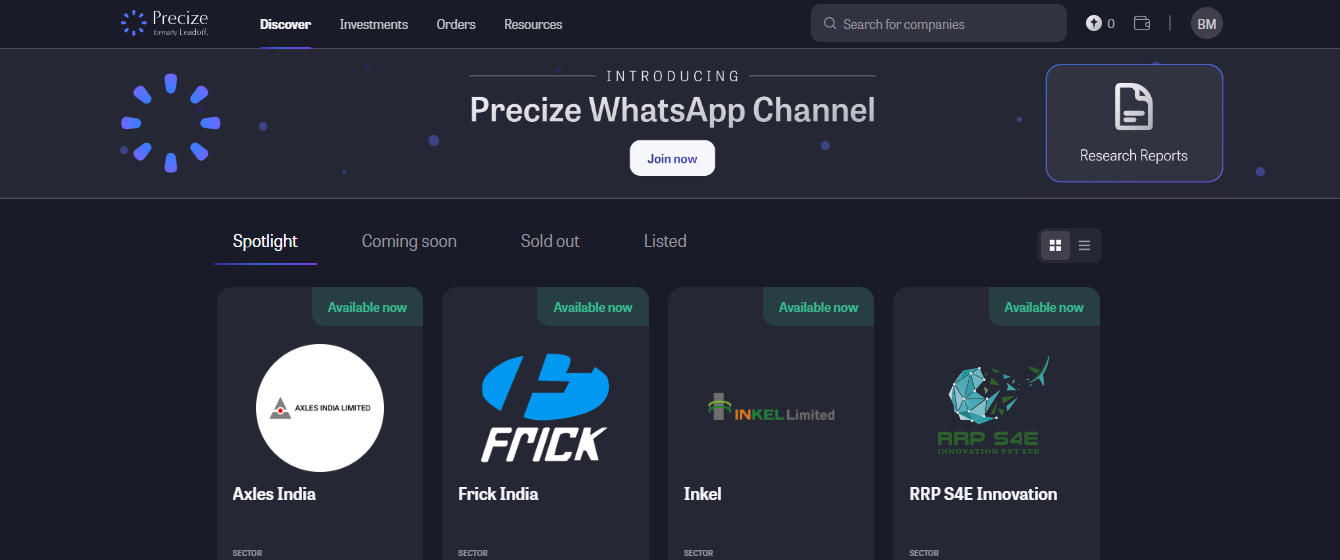 Precize
formerly Leadoff.
Discover
Investments
Orders
Resources
Search for companies
0
BM
INTRODUCING
Precize WhatsApp Channel
Join now
Research Reports
Spotlight
Coming soon
Sold out
Listed
Available now
Available now
Available now
Available now
AXLES INDIA LIMITED
FRICK
INKEL Limited
RRP S4E
INNOVATION PVT LTD
Axles India
Frick India
Inkel
RRP S4E Innovation
SECTOR
SECTOR
SECTOR
SECTOR